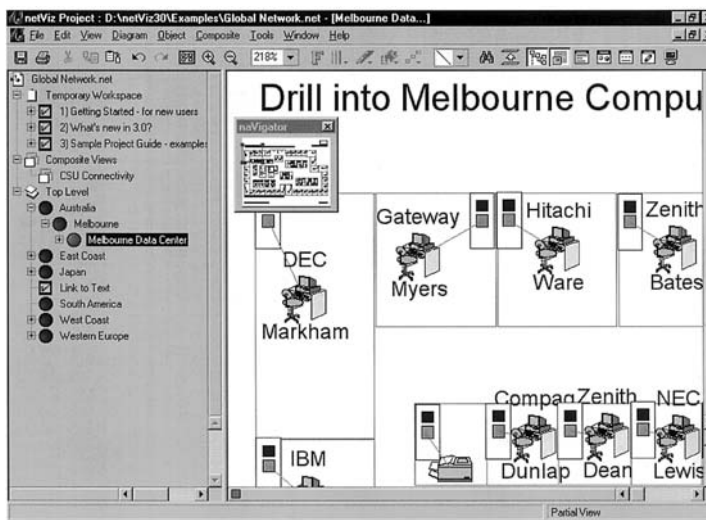 netViz Project : D:\netViz30\Examples\Global Network.net - [Melbourne Data...]
File Edit View Diagram Object Composite Tools Window Help
218%
Global Network.net
Temporary Workspace
1) Getting Started - for new users
2) What's new in 3.0?
3) Sample Project Guide - examples
Composite Views
CSU Connectivity
Top Level
Australia
Melbourne
Melbourne Data Center
East Coast
Japan
Link to Text
South America
West Coast
Western Europe
Drill into Melbourne Compu
naVigator
Gateway
Hitachi
Zenith
DEC
Myers
Ware
Bates
Markham
Compaq
Zenith
NEC
IBM
Dunlap
Dean
Lewis
Partial View